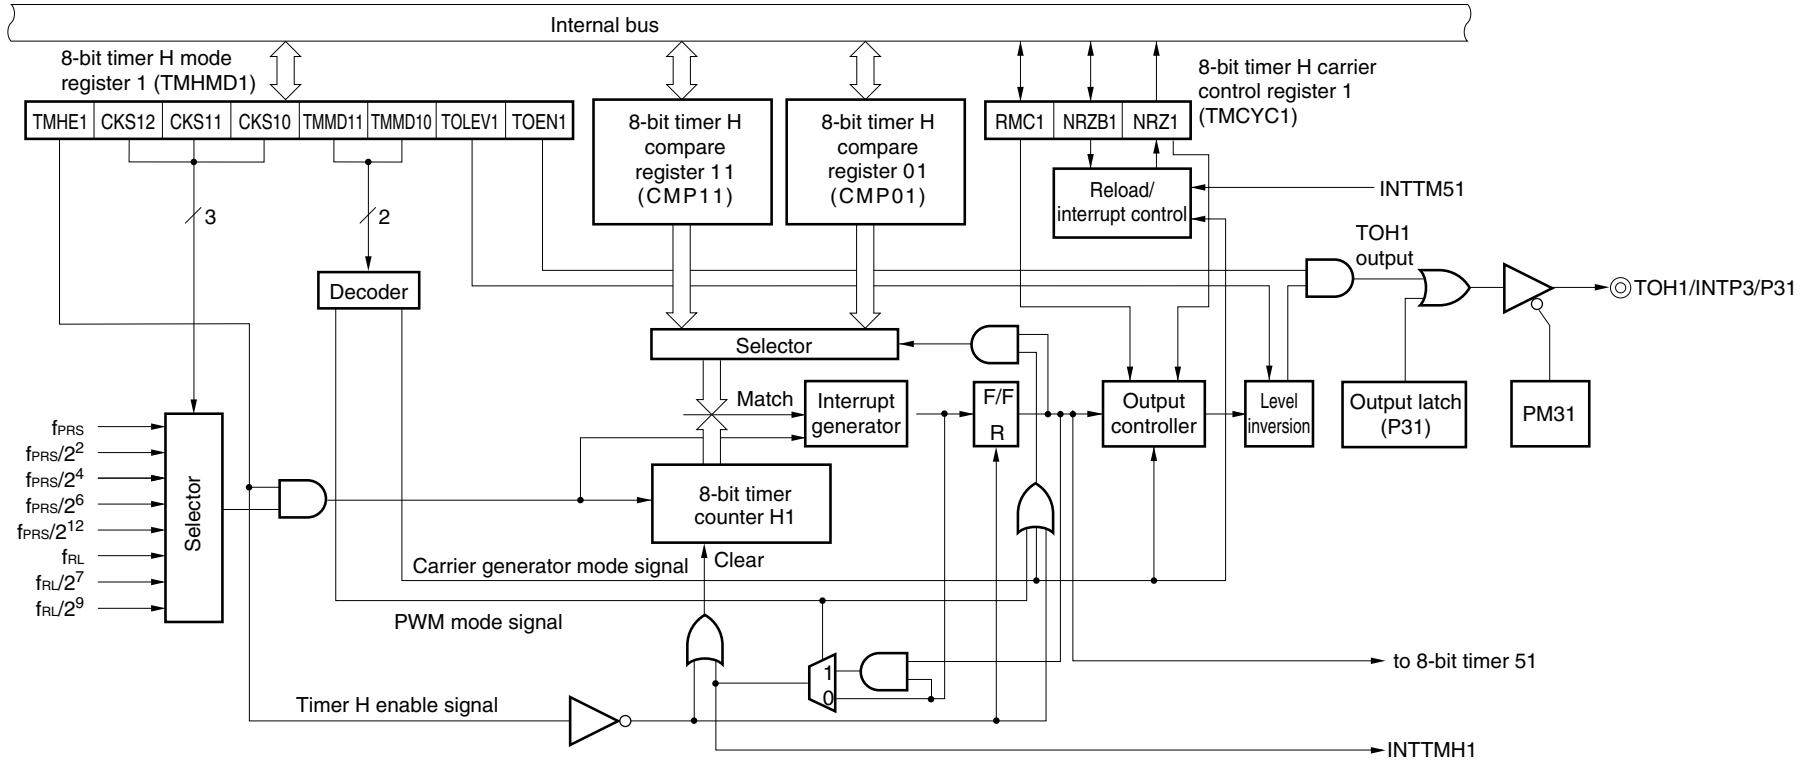 Internal bus
8-bit timer H mode
register 1 (TMHMD1)
8-bit timer H carrier
control register 1
(TMCYC1)
TMHE1 CKS12 CKS11 CKS10 TMMD11 TMMD10 TOLEV1 TOEN1
8-bit timer H
compare
register 11
(CMP11)
8-bit timer H
compare
register 01
(CMP01)
RMC1 NRZB1 NRZ1
Reload/
interrupt control
INTTM51
3
2
Decoder
TOH1
output
TOH1/INTP3/P31
Selector
Match
Interrupt
generator
F/F
R
Output
controller
Level
inversion
Output latch
(P31)
PM31
fPRS
fPRS/2²
fPRS/2⁴
fPRS/2⁶
fPRS/2¹²
fRL
fRL/2⁷
fRL/2⁹
Selector
8-bit timer
counter H1
Clear
Carrier generator mode signal
PWM mode signal
1
0
to 8-bit timer 51
Timer H enable signal
INTTMH1